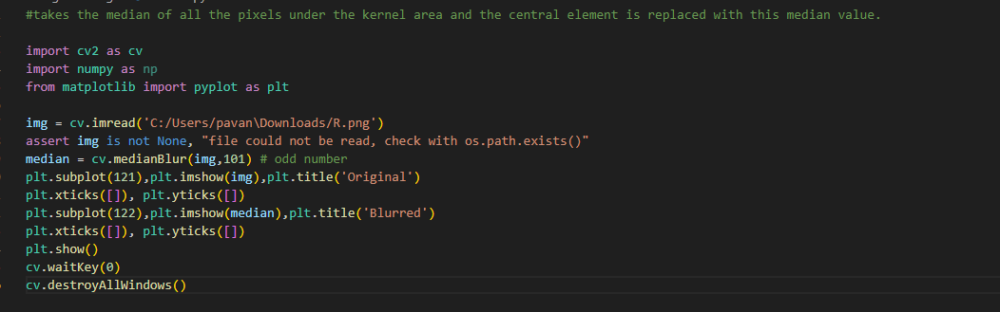 #takes the median of all the pixels under the kernel area and the central element is replaced with this median value.
import cv2 as cv
import numpy as np
from matplotlib import pyplot as plt
img = cv.imread('C:/Users/pavan\Downloads/R.png')
assert img is not None, "file could not be read, check with os.path.exists()"
median = cv.medianBlur(img,101) # odd number
plt.subplot(121),plt.imshow(img),plt.title('Original')
plt.xticks([]), plt.yticks([])
plt.subplot(122),plt.imshow(median),plt.title('Blurred')
plt.xticks([]), plt.yticks([])
plt.show()
cv.waitKey(0)
cv.destroyAllWindows()